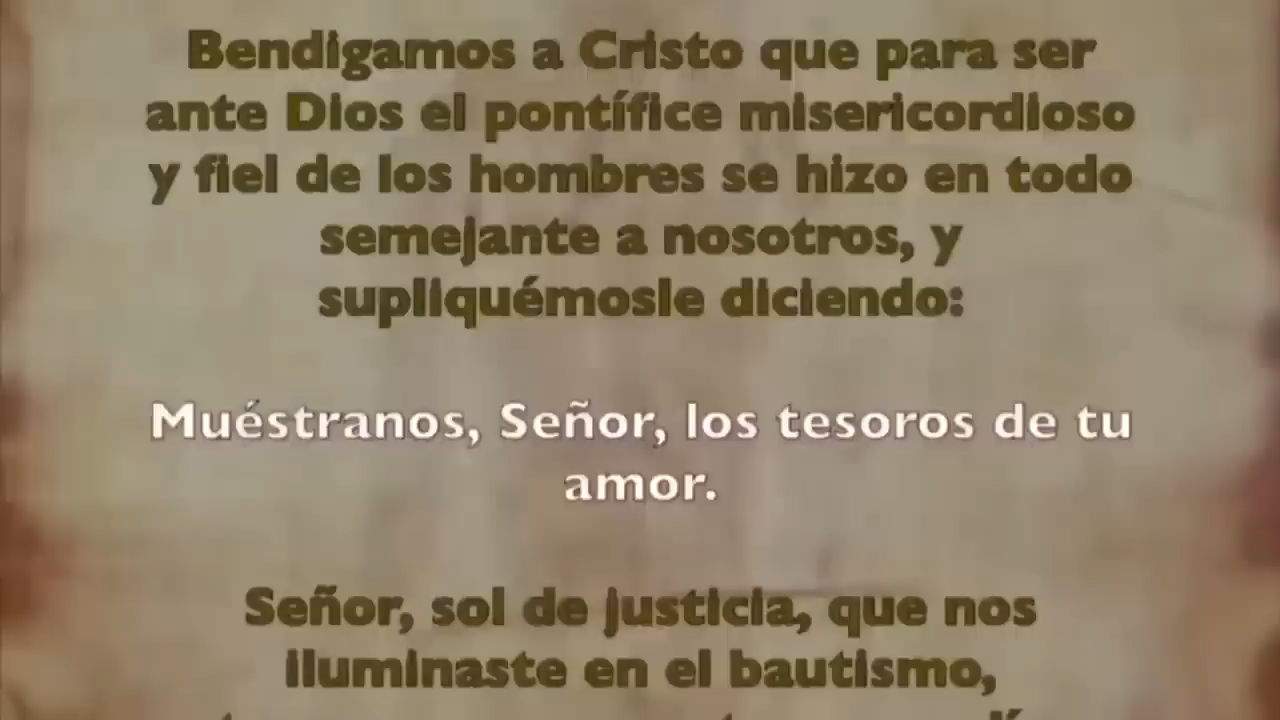 Bendigamos a Cristo que para ser
ante Dios el pontífice misericordioso
y fiel de los hombres se hizo en todo
semejante a nosotros, y
supliquémosle diciendo:
Muéstranos, Señor, los tesoros de tu
amor.
Señor, sol de justicia, que nos
iluminaste en el bautismo,